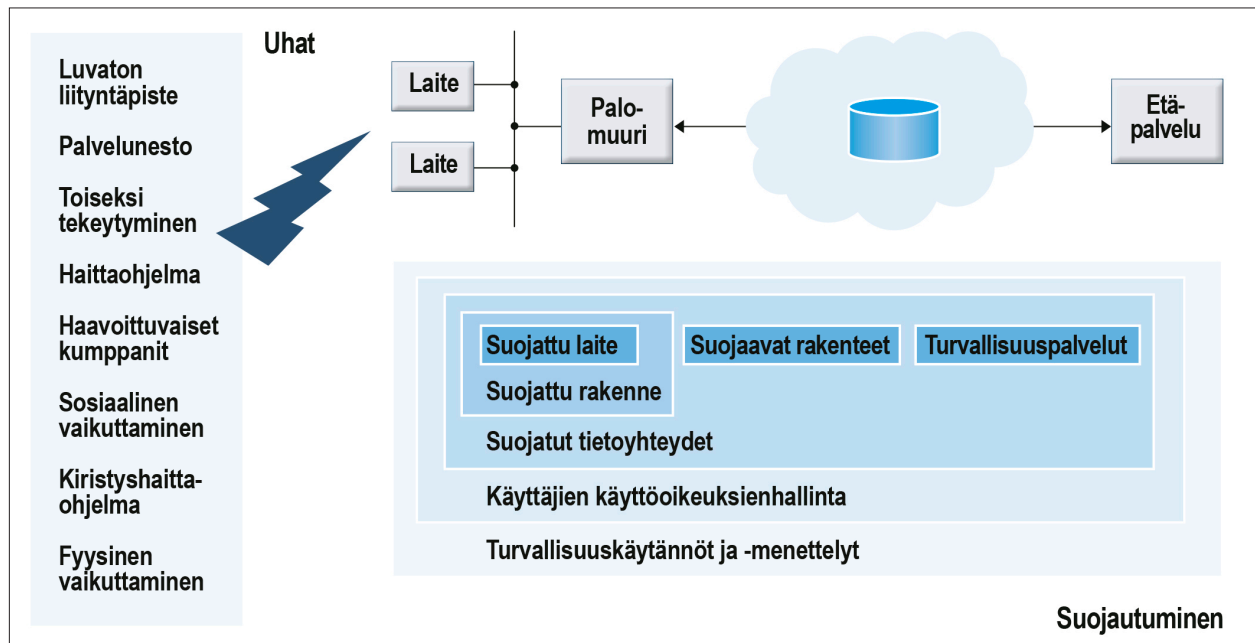 Uhat
Luvaton
liityntäpiste
Palvelunesto
Toiseksi
tekeytyminen
Haittaohjelma
Haavoittuvaiset
kumppanit
Sosiaalinen
vaikuttaminen
Kiristyshaitta-
ohjelma
Fyysinen
vaikuttaminen
Laite
Laite
Palo-
muuri
Etä-
palvelu
Suojattu laite
Suojaavat rakenteet
Turvallisuuspalvelut
Suojattu rakenne
Suojatut tietoyhteydet
Käyttäjien käyttöoikeuksienhallinta
Turvallisuuskäytännöt ja -menettelyt
Suojautuminen